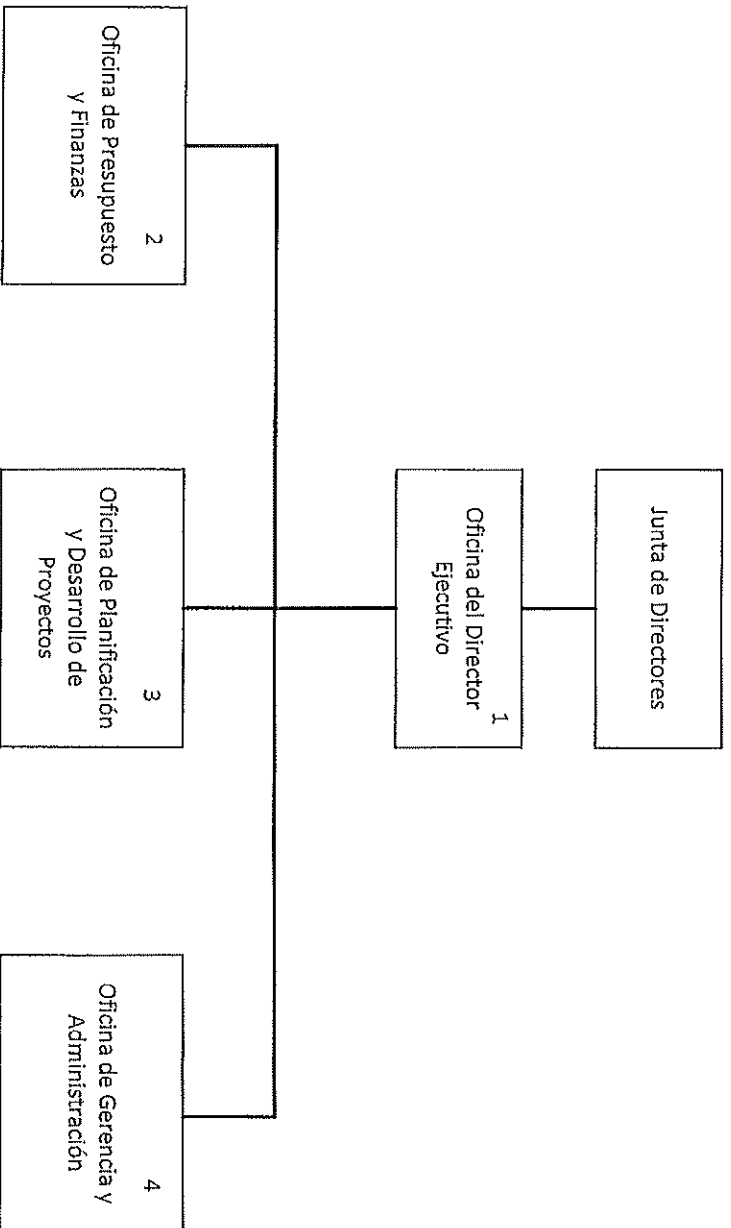 Junta de Directores
1
Oficina del Director
Ejecutivo
2
Oficina de Presupuesto
y Finanzas
3
Oficina de Planificación
y Desarrollo de
Proyectos
4
Oficina de Gerencia y
Administración